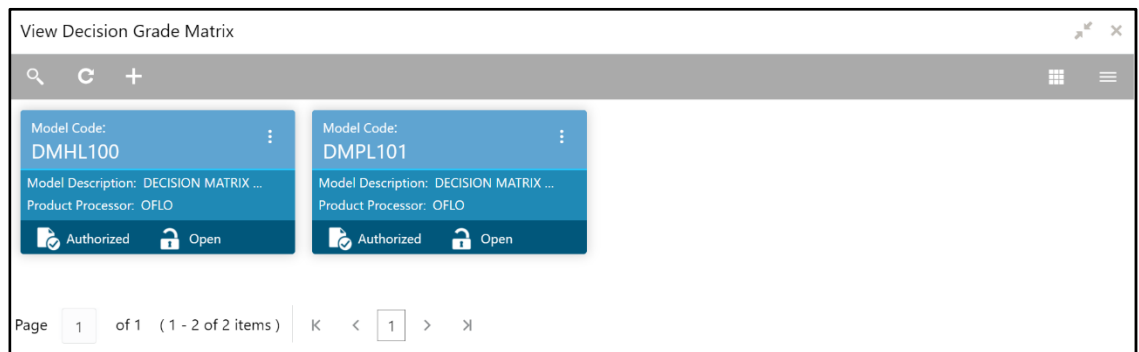 View Decision Grade Matrix
Model Code:
DMHL100
Model Description: DECISION MATRIX ...
Product Processor: OFLO
Authorized Open
Model Code:
DMPL101
Model Description: DECISION MATRIX ...
Product Processor: OFLO
Authorized Open
Page 1 of 1 ( 1 - 2 of 2 items ) 1